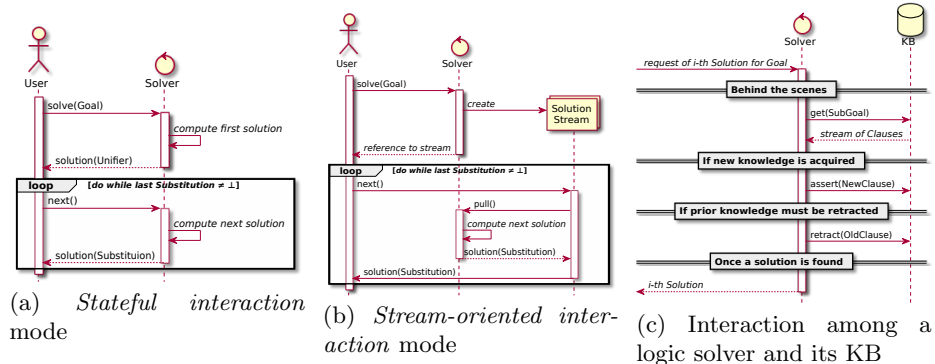 User
Solver
solve(Goal)
compute first solution
solution(Unifier)
loop
[do while last Substitution ≠ ⊥]
next()
compute next solution
solution(Substituion)
(a) Stateful interaction
mode
User
Solver
solve(Goal)
create
Solution
Stream
reference to stream
loop
[do while last Substitution ≠ ⊥]
next()
pull()
compute next solution
solution(Substitution)
solution(Substitution)
(b) Stream-oriented inter-
action mode
Solver
KB
request of i-th Solution for Goal
Behind the scenes
get(SubGoal)
stream of Clauses
If new knowledge is acquired
assert(NewClause)
If prior knowledge must be retracted
retract(OldClause)
Once a solution is found
i-th Solution
(c) Interaction among a
logic solver and its KB